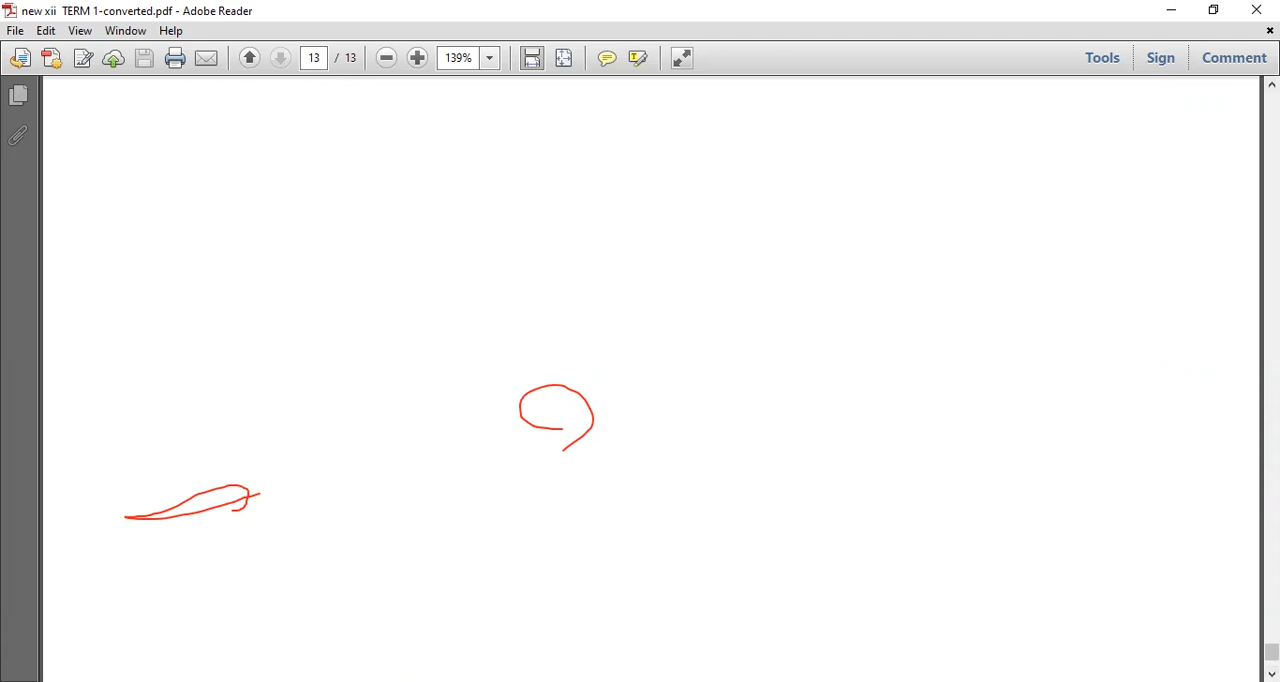 new xii  TERM 1-converted.pdf - Adobe Reader
File Edit View Window Help
13 / 13 139% Tools Sign Comment